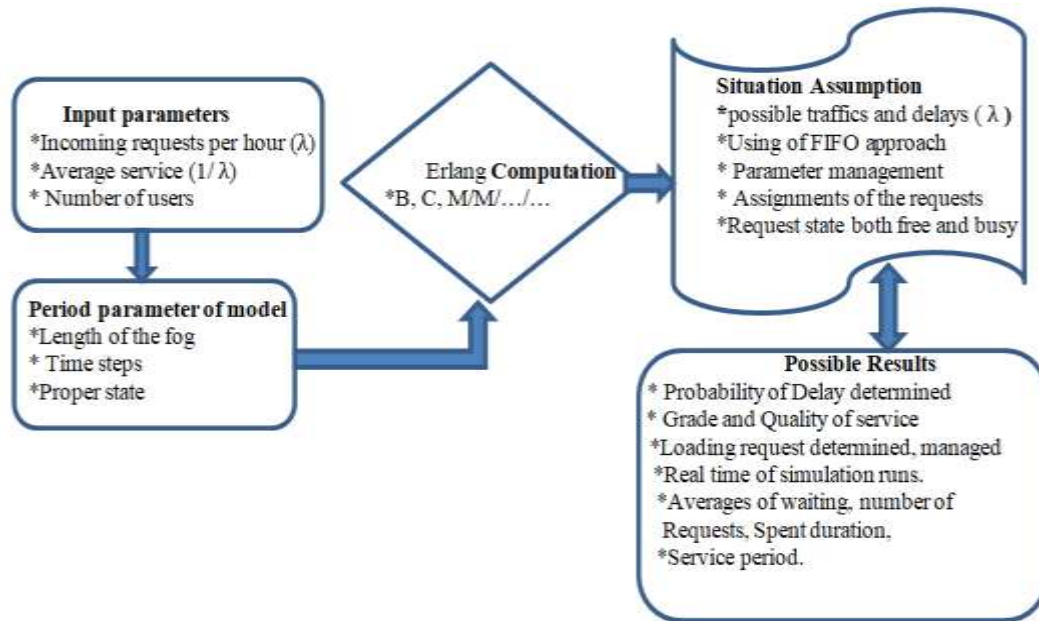 Input parameters
*Incoming requests per hour (λ)
*Average service (1/ λ)
* Number of users
Period parameter of model
*Length of the fog
* Time steps
*Proper state
Erlang Computation
*B, C, M/M/…/…
Situation Assumption
*possible traffics and delays ( λ )
*Using of FIFO approach
* Parameter management
* Assignments of the requests
*Request state both free and busy
Possible Results
* Probability of Delay determined
* Grade and Quality of service
*Loading request determined, managed
*Real time of simulation runs.
*Averages of waiting, number of
Requests, Spent duration,
*Service period.